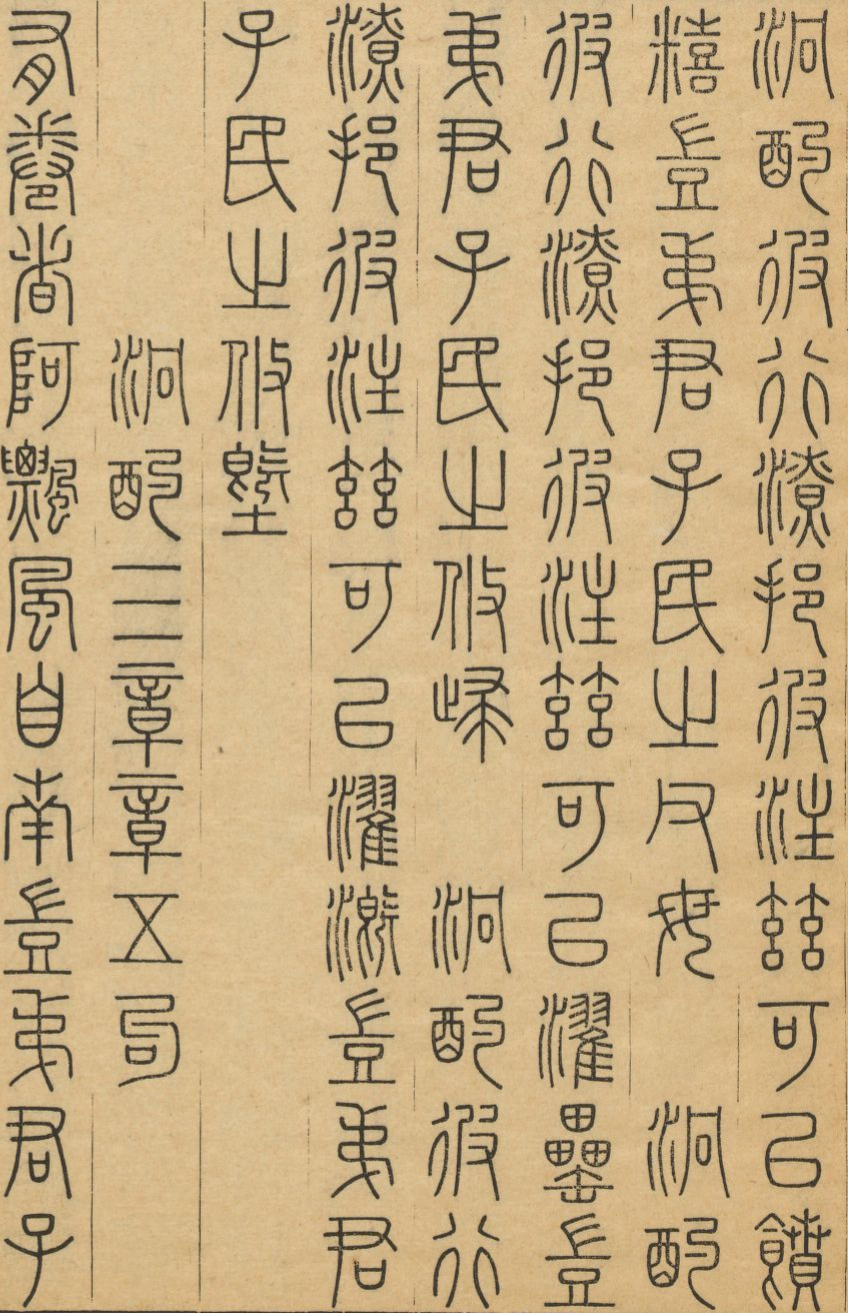 泂酌彼行潦挹彼注茲可以饙
糦豈弟君子民之父母　泂酌
彼行潦挹彼注茲可以濯罍豈
弟君子民之攸歸　泂酌彼行
潦挹彼注茲可以濯溉豈弟君
子民之攸塈
泂酌三章章五句
有卷者阿飄風自南豈弟君子